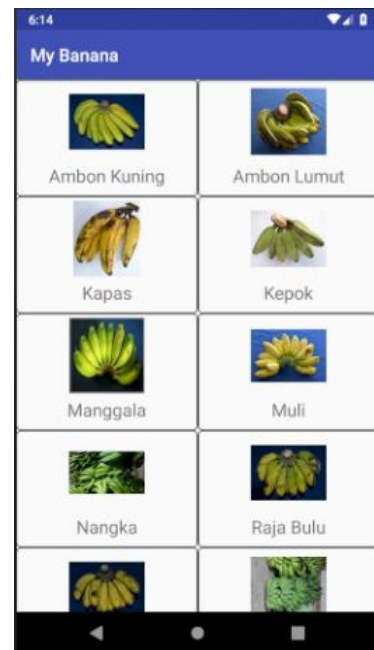 6:14
My Banana
Ambon Kuning
Ambon Lumut
Kapas
Kepok
Manggala
Muli
Nangka
Raja Bulu